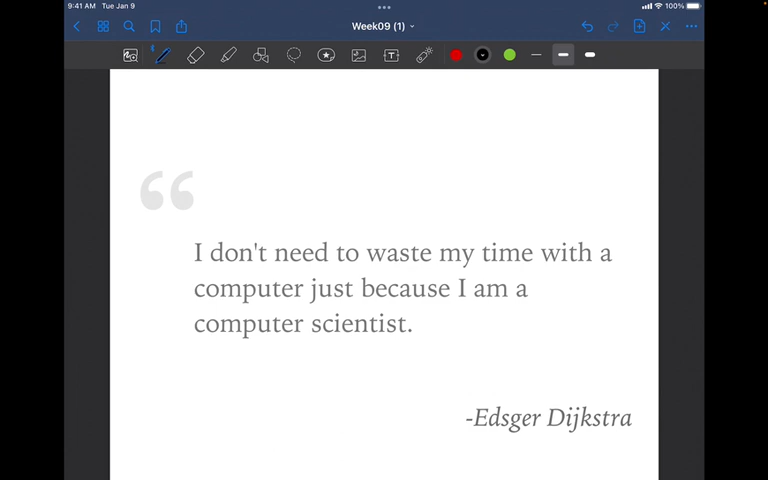 9:41 AM Tue Jan 9
100%
Week09 (1)
T
“
I don't need to waste my time with a
computer just because I am a
computer scientist.
-Edsger Dijkstra